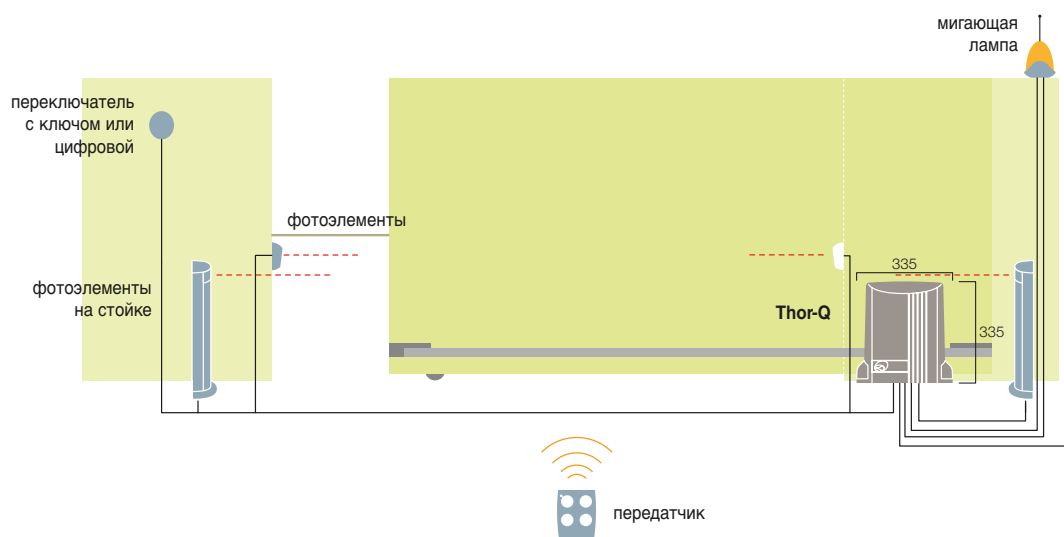 мигающая
лампа
переключатель
с ключом или
цифровой
фотоэлементы
335
фотоэлементы
на стойке
Thor-Q
335
передатчик